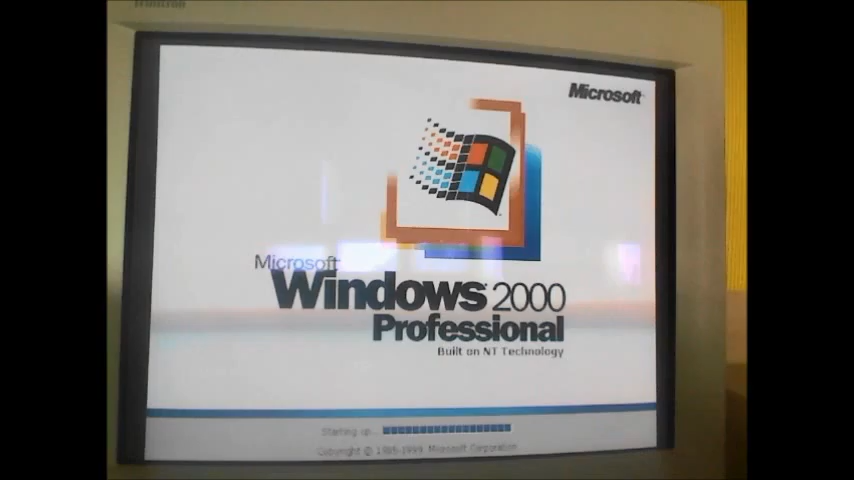 Microsoft
Microsoft
Windows 2000
Professional
Built on NT Technology
Starting up...
Copyright © 1985-1999 Microsoft Corporation